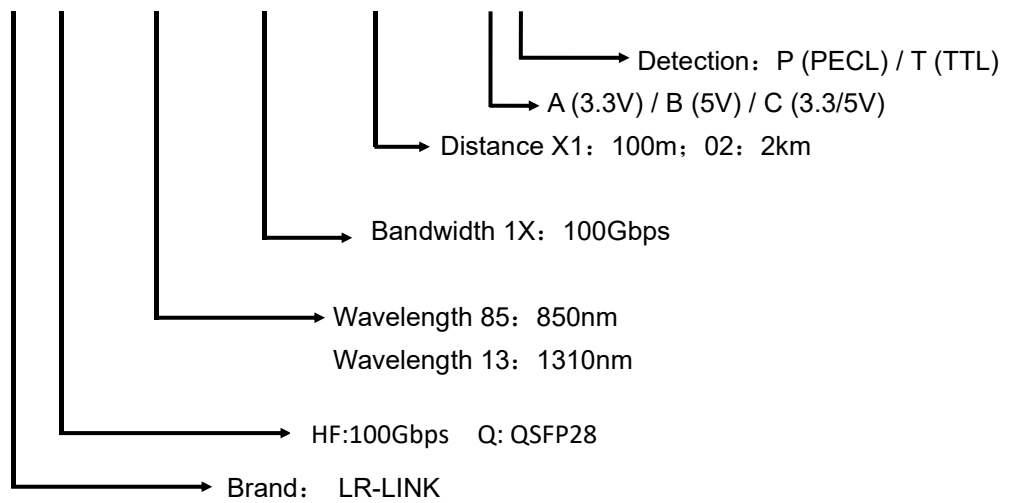 Detection：P (PECL) / T (TTL)
A (3.3V) / B (5V) / C (3.3/5V)
Distance X1：100m；02：2km
Bandwidth 1X：100Gbps
Wavelength 85：850nm
Wavelength 13：1310nm
HF:100Gbps Q: QSFP28
Brand： LR-LINK